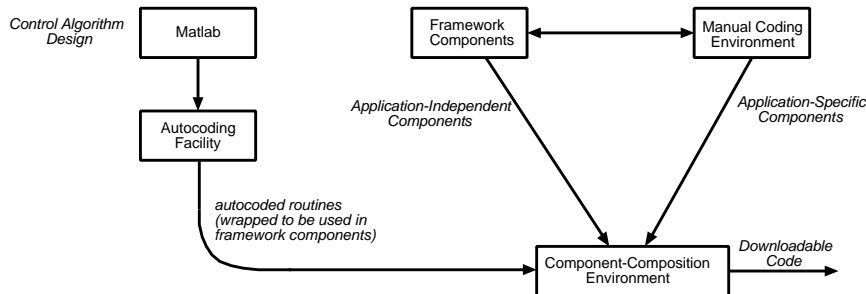 Control Algorithm
Design
Matlab
Framework
Components
Manual Coding
Environment
Application-Independent
Components
Application-Specific
Components
Autocoding
Facility
autocoded routines
(wrapped to be used in
framework components)
Component-Composition
Environment
Downloadable
Code